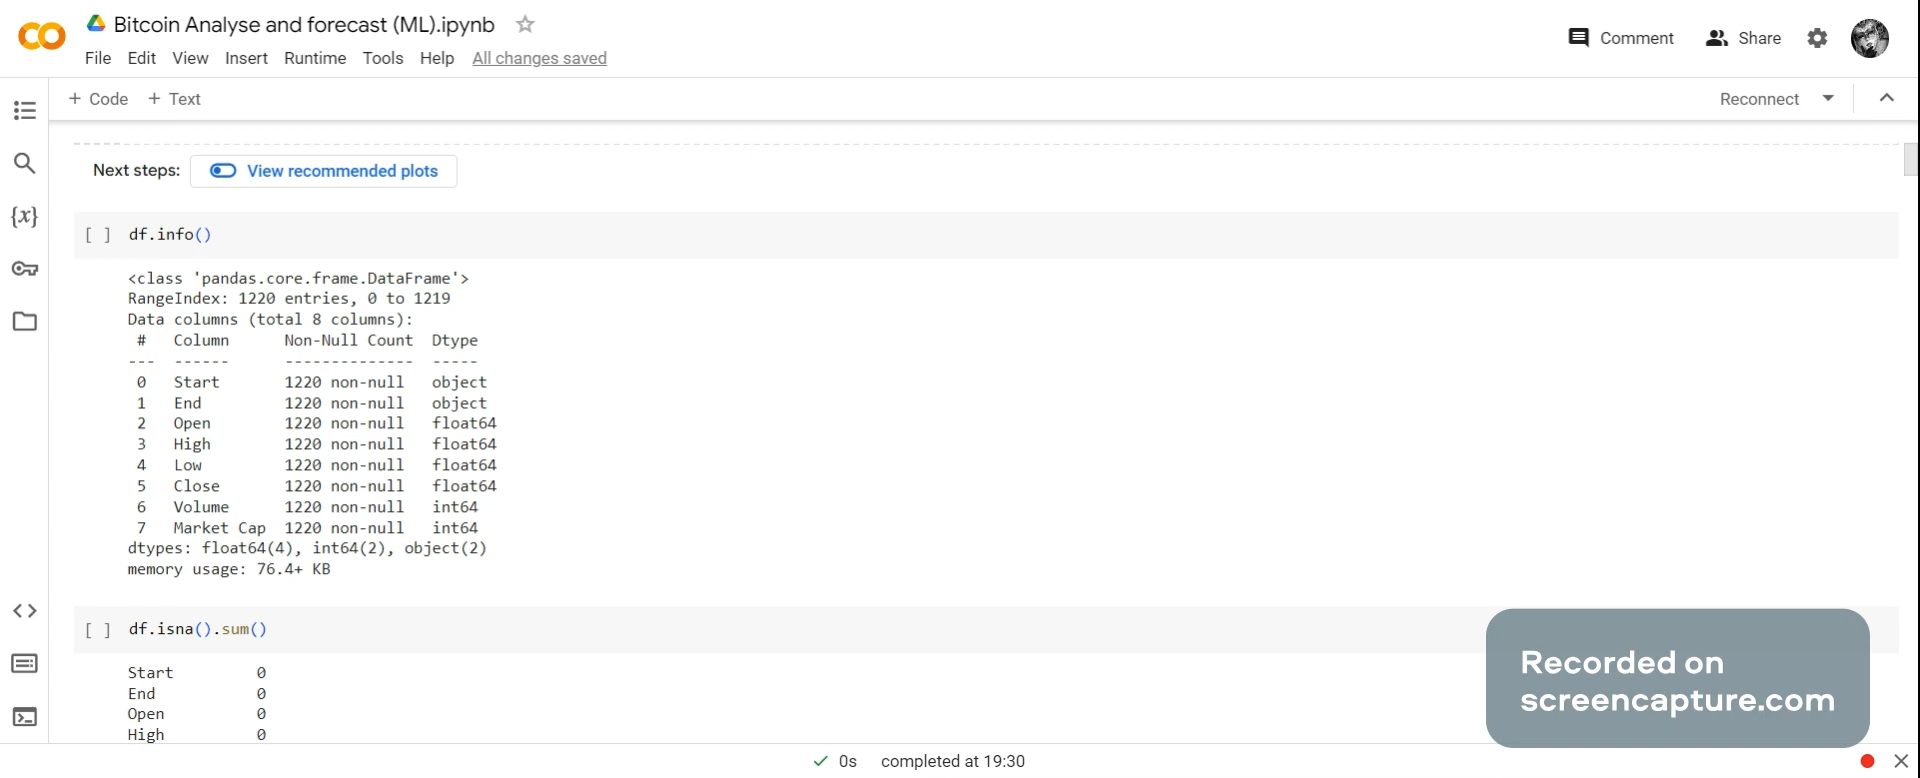 Bitcoin Analyse and forecast (ML).ipynb
File Edit View Insert Runtime Tools Help All changes saved
Comment Share
+ Code + Text
Reconnect
Next steps: View recommended plots
{x}
[ ] df.info()
<class 'pandas.core.frame.DataFrame'>
RangeIndex: 1220 entries, 0 to 1219
Data columns (total 8 columns):
# Column Non-Null Count Dtype
--- ------ -------------- -----
0 Start 1220 non-null object
1 End 1220 non-null object
2 Open 1220 non-null float64
3 High 1220 non-null float64
4 Low 1220 non-null float64
5 Close 1220 non-null float64
6 Volume 1220 non-null int64
7 Market Cap 1220 non-null int64
dtypes: float64(4), int64(2), object(2)
memory usage: 76.4+ KB
[ ] df.isna().sum()
Start 0
End 0
Open 0
High 0
Recorded on
screencapture.com
0s completed at 19:30